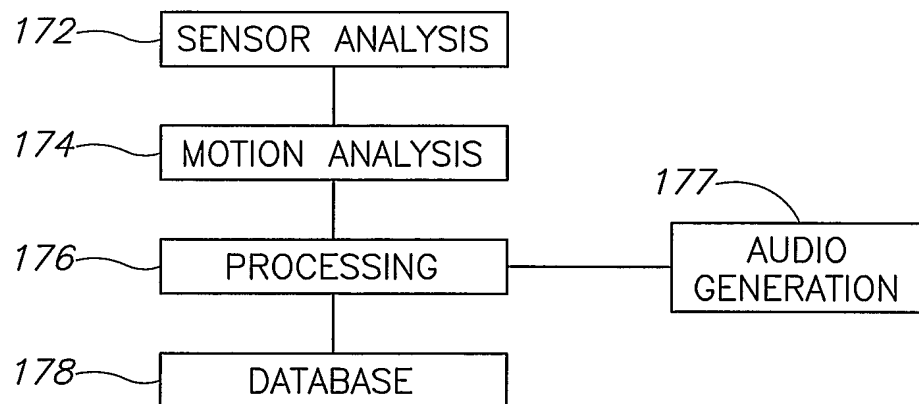 172 SENSOR ANALYSIS
174 MOTION ANALYSIS
177
176 PROCESSING
AUDIO
GENERATION
178 DATABASE